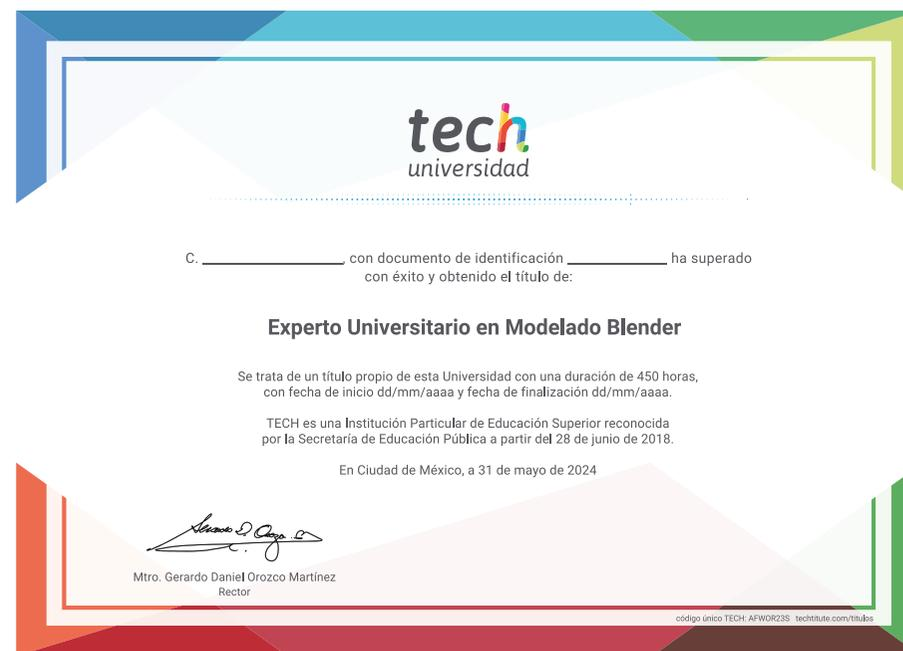 tech
universidad
C. ________________, con documento de identificación ____________ ha superado
con éxito y obtenido el título de:
Experto Universitario en Modelado Blender
Se trata de un título propio de esta Universidad con una duración de 450 horas,
con fecha de inicio dd/mm/aaaa y fecha de finalización dd/mm/aaaa.
TECH es una Institución Particular de Educación Superior reconocida
por la Secretaría de Educación Pública a partir del 28 de junio de 2018.
En Ciudad de México, a 31 de mayo de 2024
Mtro. Gerardo Daniel Orozco Martínez
Rector
código único TECH: AFWOR23S techtitute.com/titulos